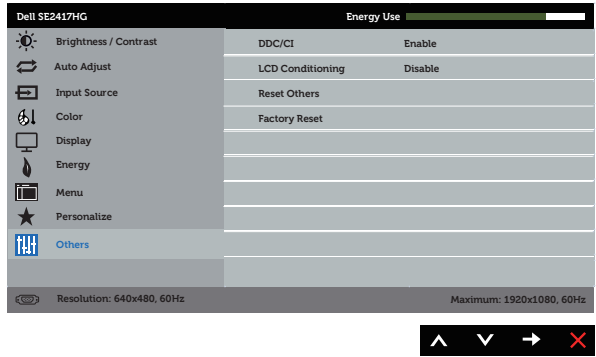 Dell SE2417HG Energy Use
Brightness / Contrast
Auto Adjust
Input Source
Color
Display
Energy
Menu
Personalize
Others
DDC/CI Enable
LCD Conditioning Disable
Reset Others
Factory Reset
Resolution: 640x480, 60Hz Maximum: 1920x1080, 60Hz